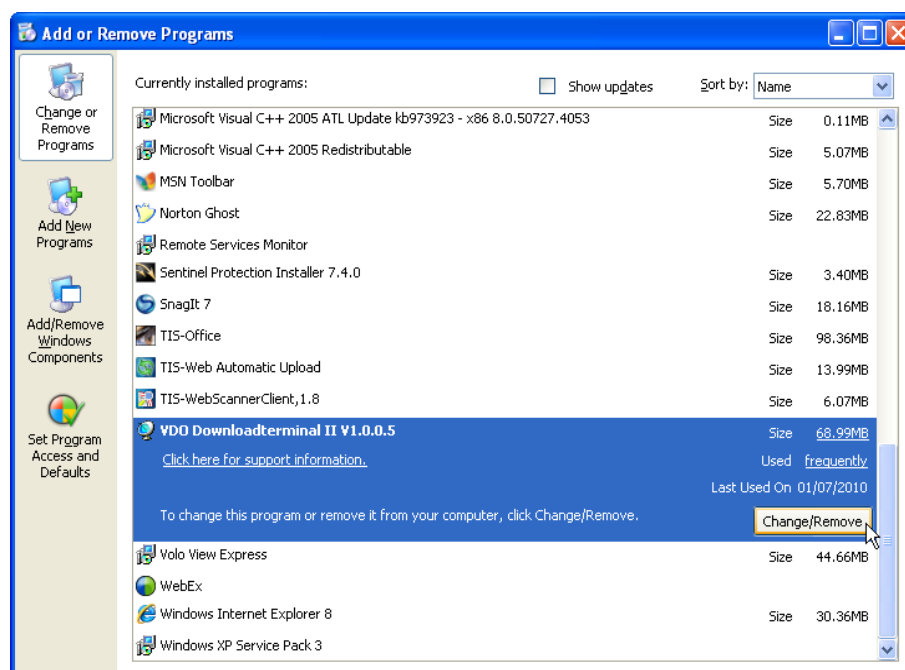 Add or Remove Programs
Change or
Remove
Programs
Add New
Programs
Add/Remove
Windows
Components
Set Program
Access and
Defaults
Currently installed programs: Show updates Sort by: Name
Microsoft Visual C++ 2005 ATL Update kb973923 - x86 8.0.50727.4053 Size 0.11MB
Microsoft Visual C++ 2005 Redistributable Size 5.07MB
MSN Toolbar Size 5.70MB
Norton Ghost Size 22.83MB
Remote Services Monitor
Sentinel Protection Installer 7.4.0 Size 3.40MB
SnagIt 7 Size 18.16MB
TIS-Office Size 98.36MB
TIS-Web Automatic Upload Size 13.99MB
TIS-WebScannerClient,1.8 Size 6.07MB
VDO Downloadterminal II V1.0.0.5 Size 68.99MB
Click here for support information. Used frequently
Last Used On 01/07/2010
To change this program or remove it from your computer, click Change/Remove. Change/Remove
Volo View Express Size 44.66MB
WebEx
Windows Internet Explorer 8 Size 30.36MB
Windows XP Service Pack 3